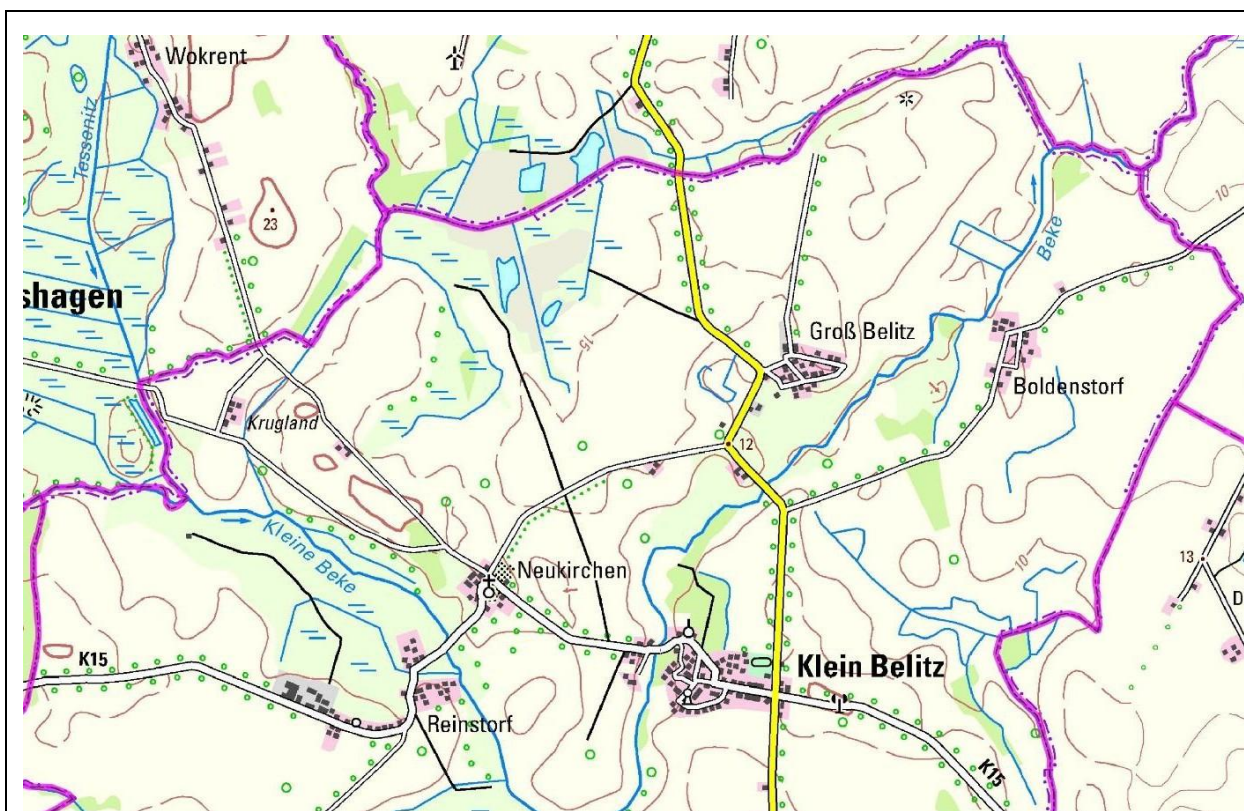 Wokrent
Tessenitz
23
shagen
Krugland
15
Groß Belitz
Beke
10
Boldenstorf
12
Kleine Beke
Neukirchen
10
13
D
K15
Reinstorf
Klein Belitz
K15